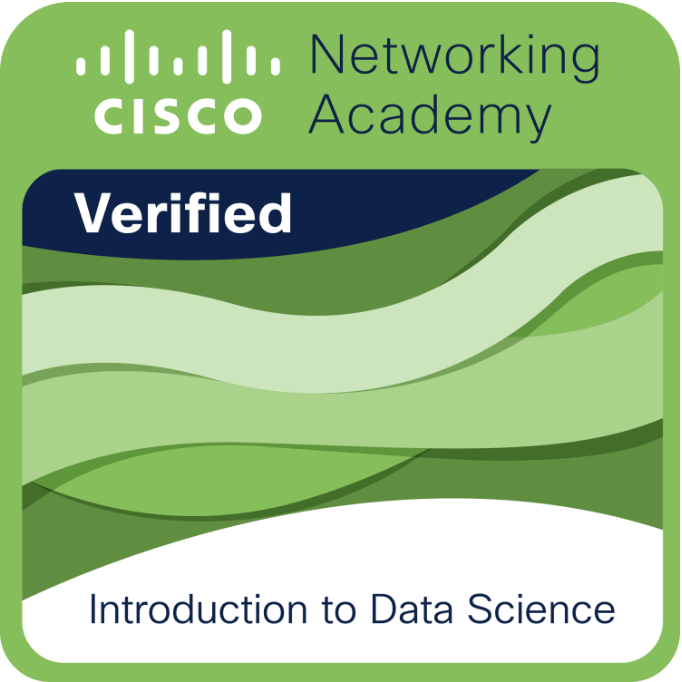 CISCO
Networking
Academy
Verified
Introduction to Data Science